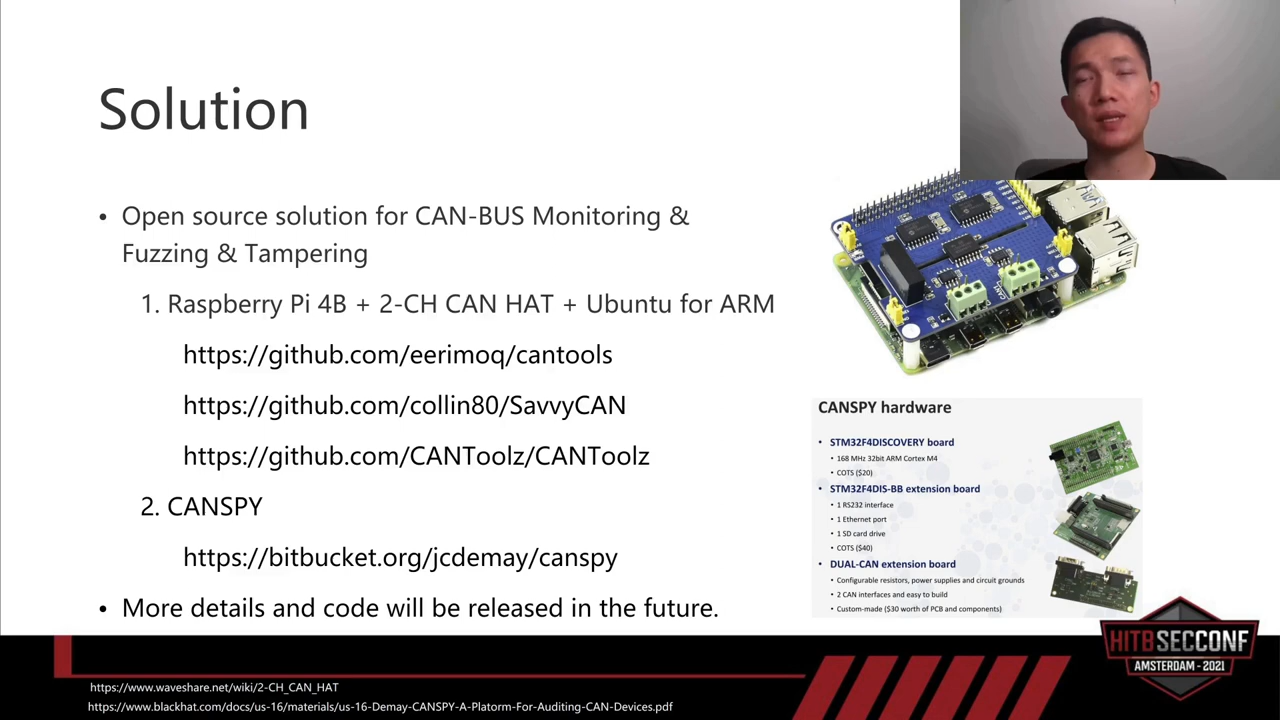 Solution
• Open source solution for CAN-BUS Monitoring &
Fuzzing & Tampering
1. Raspberry Pi 4B + 2-CH CAN HAT + Ubuntu for ARM
https://github.com/eerimoq/cantools
https://github.com/collin80/SavvyCAN
https://github.com/CANToolz/CANToolz
2. CANSPY
https://bitbucket.org/jcdemay/canspy
• More details and code will be released in the future.
CANSPY hardware
• STM32F4DISCOVERY board
• 168 MHz 32bit ARM Cortex M4
• COTS ($20)
• STM32F4DIS-BB extension board
• 1 RS232 interface
• 1 Ethernet port
• 1 SD card drive
• COTS ($40)
• DUAL-CAN extension board
• Configurable resistors, power supplies and circuit grounds
• 2 CAN interfaces and easy to build
• Custom-made ($30 worth of PCB and components)
HITBSECCONF
AMSTERDAM - 2021
https://www.waveshare.net/wiki/2-CH_CAN_HAT
https://www.blackhat.com/docs/us-16/materials/us-16-Demay-CANSPY-A-Platorm-For-Auditing-CAN-Devices.pdf